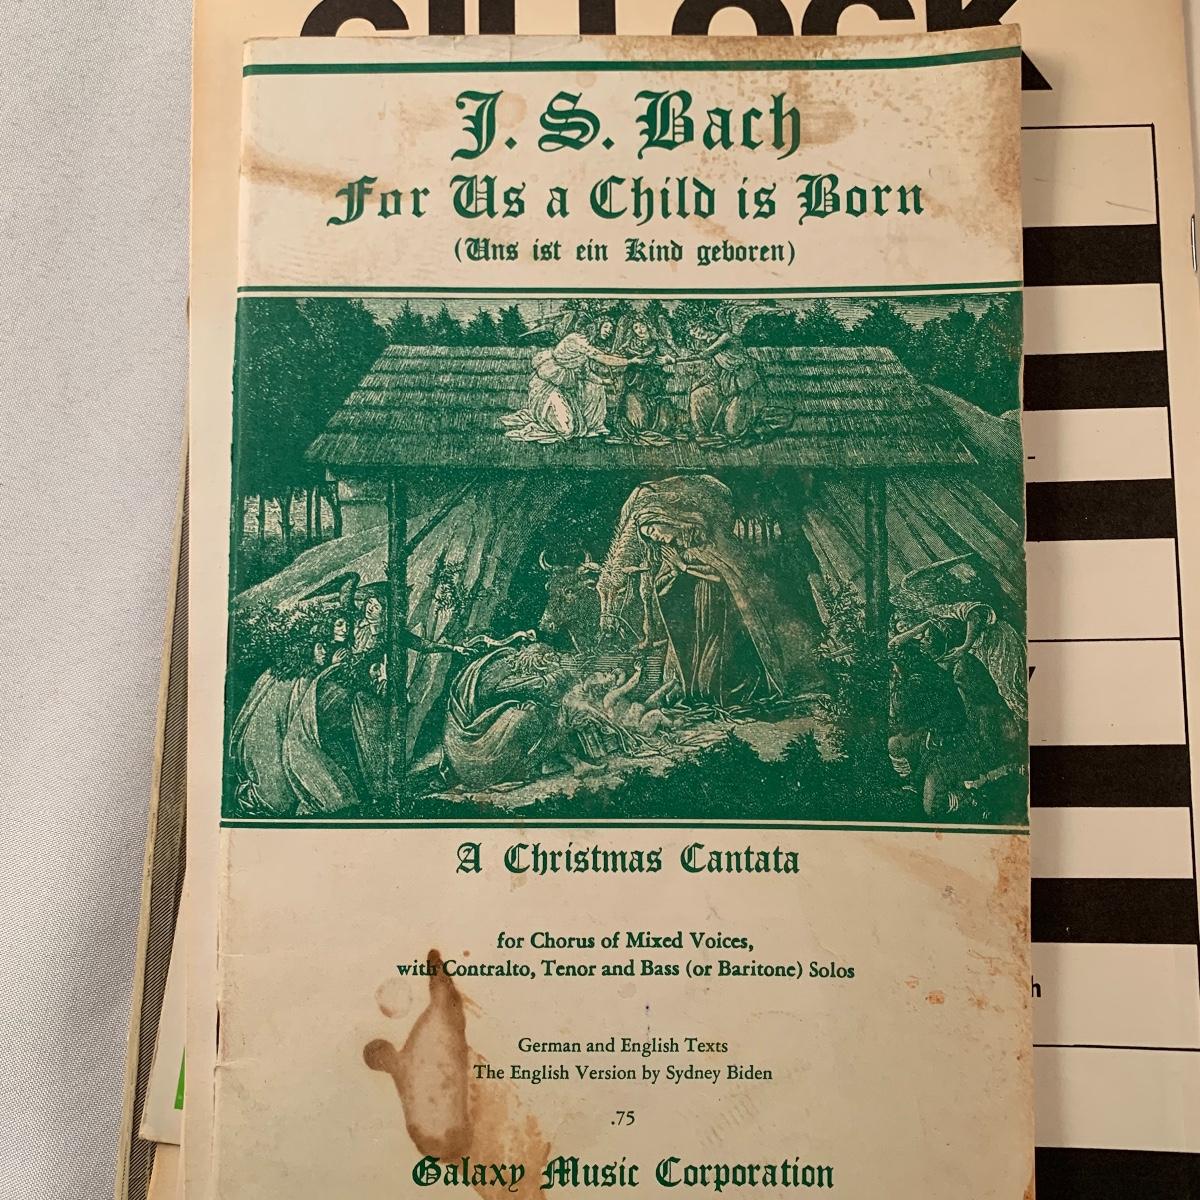 GILLOCK
J. S. Bach
For Us a Child is Born
(Uns ist ein Kind geboren)
A Christmas Cantata
for Chorus of Mixed Voices,
with Contralto, Tenor and Bass (or Baritone) Solos
German and English Texts
The English Version by Sydney Biden
.75
Galaxy Music Corporation